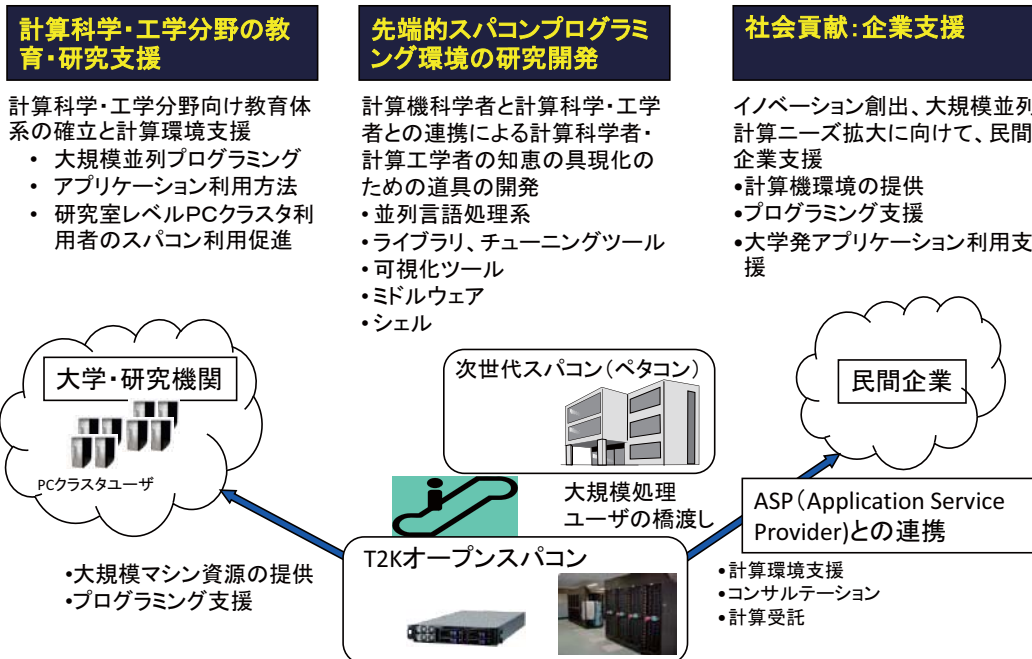 計算科学・工学分野の教
育・研究支援
計算科学・工学分野向け教育体
系の確立と計算環境支援
• 大規模並列プログラミング
• アプリケーション利用方法
• 研究室レベルPCクラスタ利
用者のスパコン利用促進
先端的スパコンプログラミ
ング環境の研究開発
計算機科学者と計算科学・工学
者との連携による計算科学者・
計算工学者の知恵の具現化の
ための道具の開発
•並列言語処理系
•ライブラリ、チューニングツール
•可視化ツール
•ミドルウェア
•シェル
社会貢献:企業支援
イノベーション創出、大規模並列
計算ニーズ拡大に向けて、民間
企業支援
•計算機環境の提供
•プログラミング支援
•大学発アプリケーション利用支
援
大学・研究機関
PCクラスタユーザ
次世代スパコン(ペタコン)
民間企業
大規模処理
ユーザの橋渡し
ASP(Application Service
Provider)との連携
T2Kオープンスパコン
•大規模マシン資源の提供
•プログラミング支援
•計算環境支援
•コンサルテーション
•計算受託